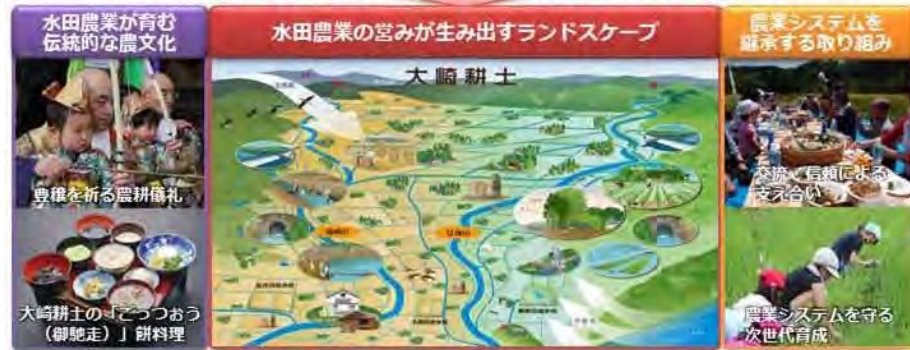 水田農業が育む
伝統的な農文化
豊穣を祈る農耕儀礼
大崎耕士の「ごっつおう
(御馳走)」餅料理
水田農業の営みが生み出すランドスケープ
大崎耕士
農業システムを
継承する取り組み
交流と信頼による
支え合い
農業システムを守る
次世代育成